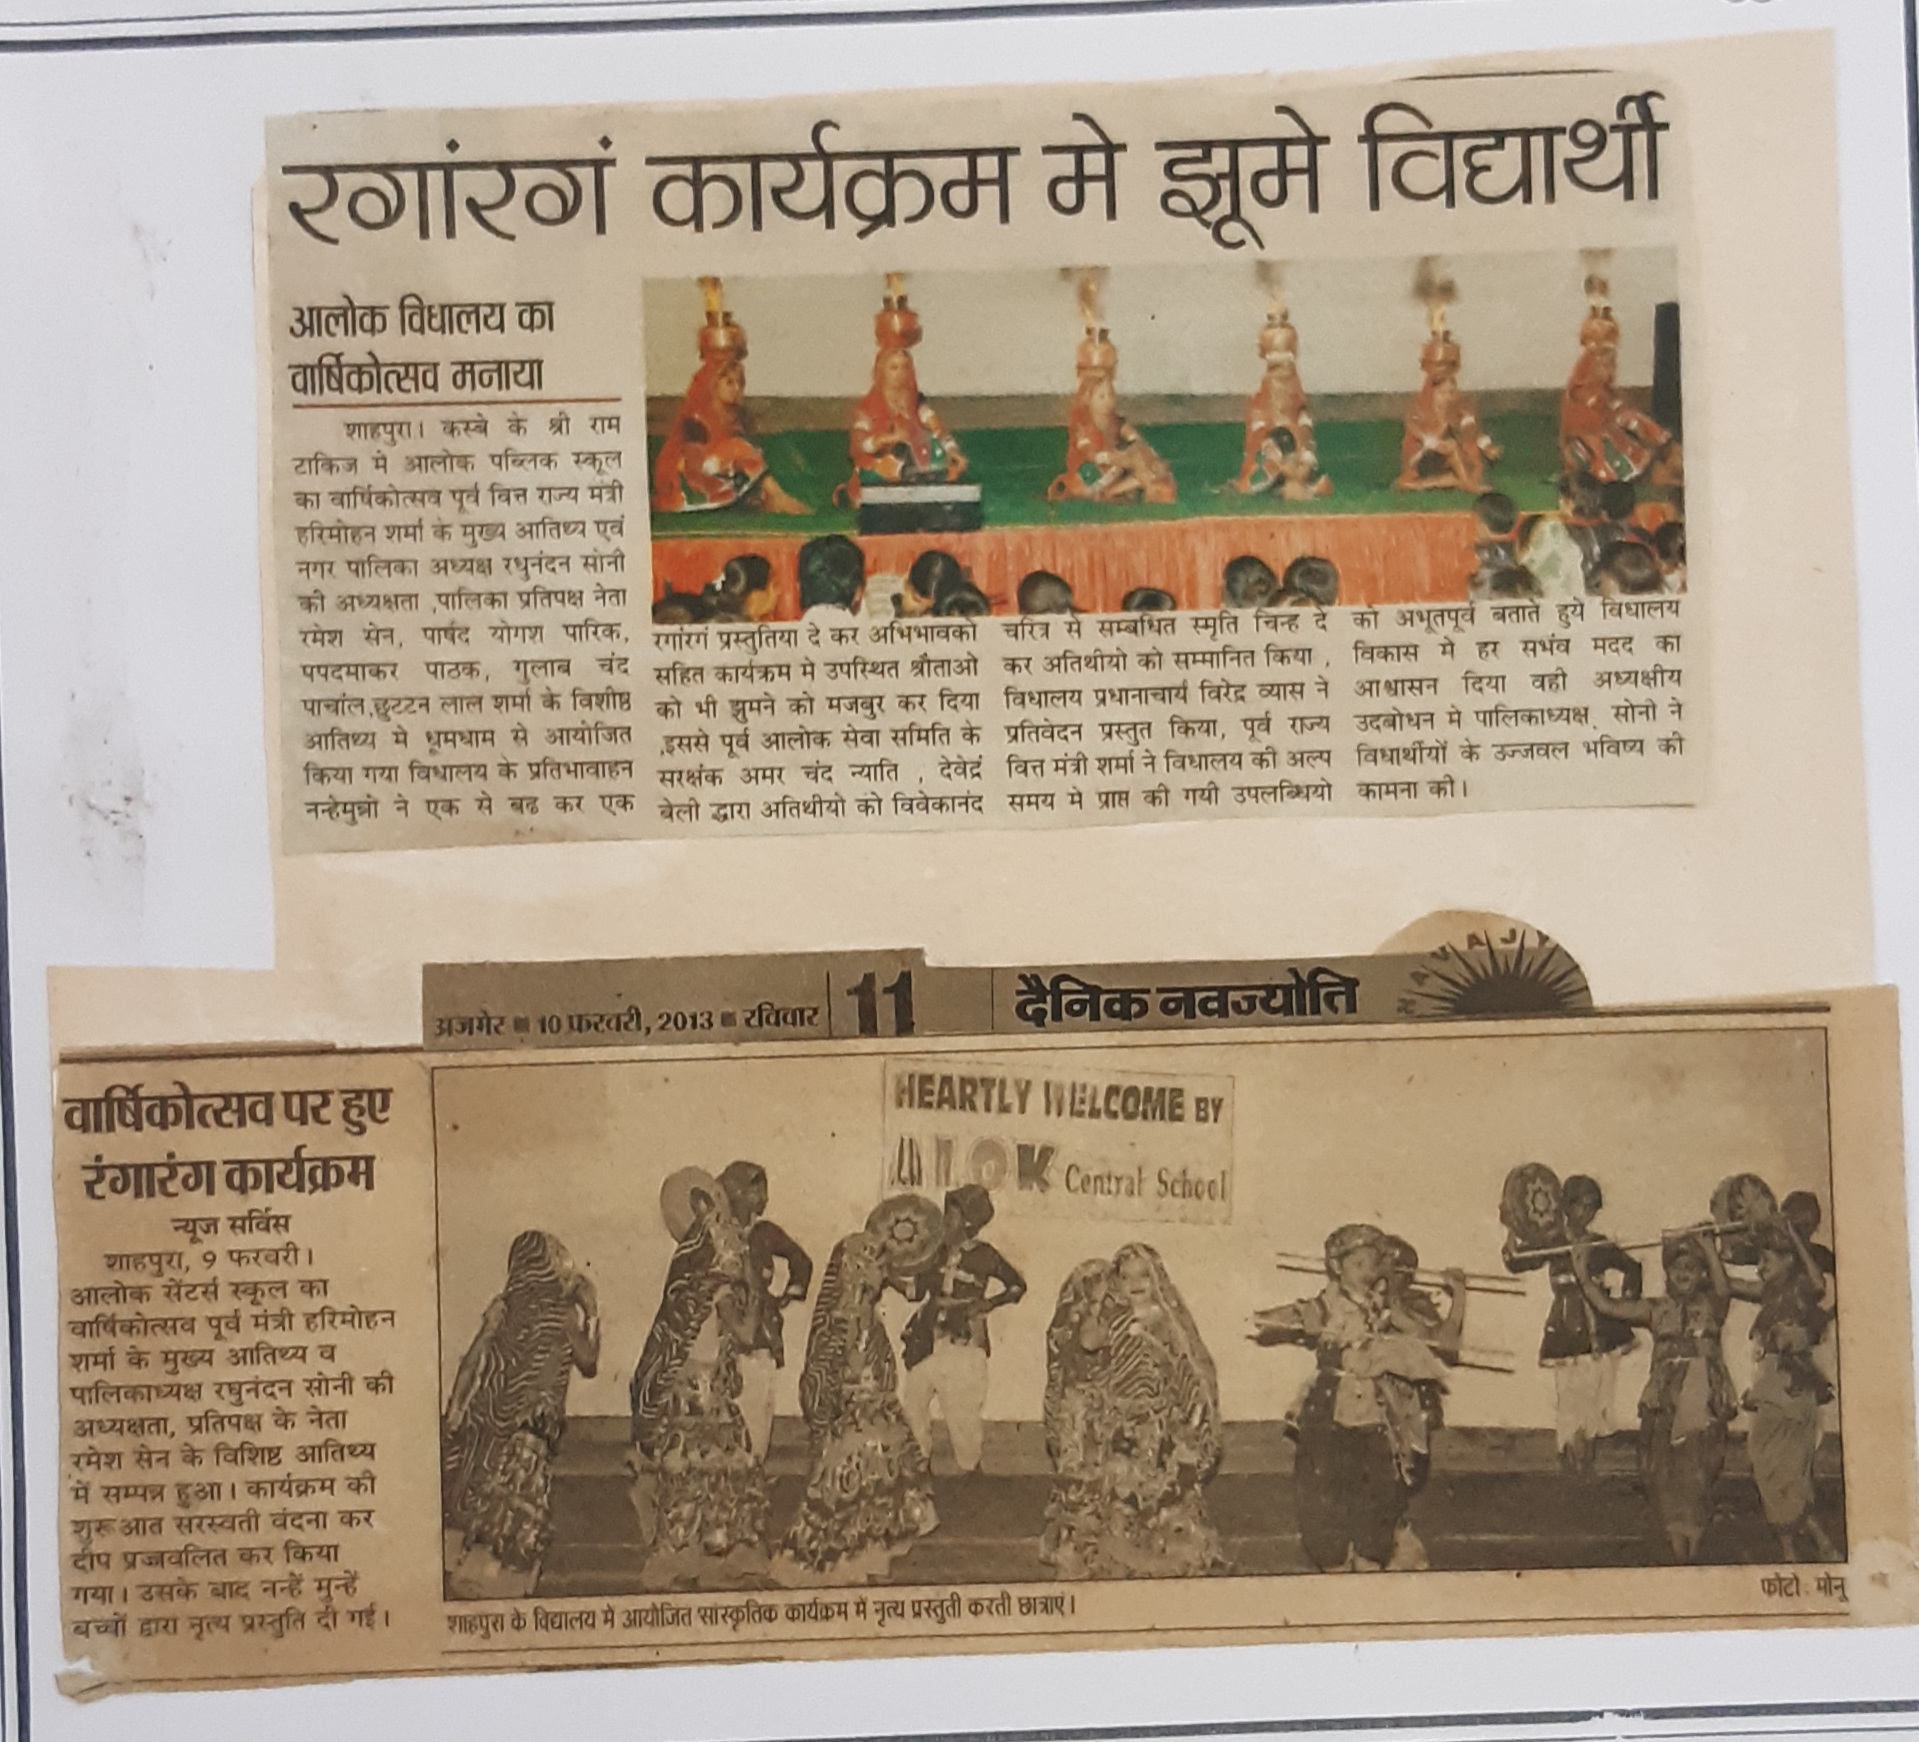 रगांरगं कार्यक्रम मे झूमे विद्यार्थी
आलोक विधालय का
वार्षिकोत्सव मनाया
शाहपुरा। कस्बे के श्री राम
टाकिज मे आलोक पब्लिक स्कूल
का वार्षिकोत्सव पूर्व वित्त राज्य मंत्री
हरिमोहन शर्मा के मुख्य आतिथ्य एवं
नगर पालिका अध्यक्ष रधुनंदन सोनी
की अध्यक्षता ,पालिका प्रतिपक्ष नेता
रमेश सेन, पार्षद योगश पारिक,
पपदमाकर पाठक, गुलाब चंद
पाचांल,छुटटन लाल शर्मा के विशीष्ठ
आतिथ्य मे धूमधाम से आयोजित
किया गया विधालय के प्रतिभावाहन
नन्हेमुन्नो ने एक से बढ कर एक
रगांरगं प्रस्तुतिया दे कर अभिभावको
सहित कार्यक्रम मे उपस्थित श्रौताओ
को भी झुमने को मजबुर कर दिया
,इससे पूर्व आलोक सेवा समिति के
सरक्षंक अमर चंद न्याति , देवेद्रं
बेली द्वारा अतिथीयो को विवेकानंद
चरित्र से सम्बधित स्मृति चिन्ह दे
कर अतिथीयो को सम्मानित किया ,
विधालय प्रधानाचार्य विरेद्र व्यास ने
प्रतिवेदन प्रस्तुत किया, पूर्व राज्य
वित्त मंत्री शर्मा ने विधालय की अल्प
समय मे प्राप्त की गयी उपलब्धियो
को अभूतपूर्व बताते हुये विधालय
विकास मे हर सभंव मदद का
आश्वासन दिया वही अध्यक्षीय
उदबोधन मे पालिकाध्यक्ष सोनी ने
विधार्थीयों के उज्जवल भविष्य की
कामना की।
अजमेर ■ 10 फरवरी, 2013 ■ रविवार 11 दैनिक नवज्योति
NAVAJY
वार्षिकोत्सव पर हुए
रंगारंग कार्यक्रम
न्यूज सर्विस
शाहपुरा, 9 फरवरी।
आलोक सेंटर्स स्कूल का
वार्षिकोत्सव पूर्व मंत्री हरिमोहन
शर्मा के मुख्य आतिथ्य व
पालिकाध्यक्ष रघुनंदन सोनी की
अध्यक्षता, प्रतिपक्ष के नेता
रमेश सेन के विशिष्ट आतिथ्य
में सम्पन्न हुआ। कार्यक्रम की
शुरूआत सरस्वती वंदना कर
दीप प्रज्जवलित कर किया
गया। उसके बाद नन्हें मुन्हें
बच्चों द्वारा नृत्य प्रस्तुति दी गई।
HEARTLY WELCOME BY
ALOK Central School
फोटो : मोनू
शाहपुरा के विद्यालय में आयोजित सांस्कृतिक कार्यक्रम में नृत्य प्रस्तुती करती छात्राएं।